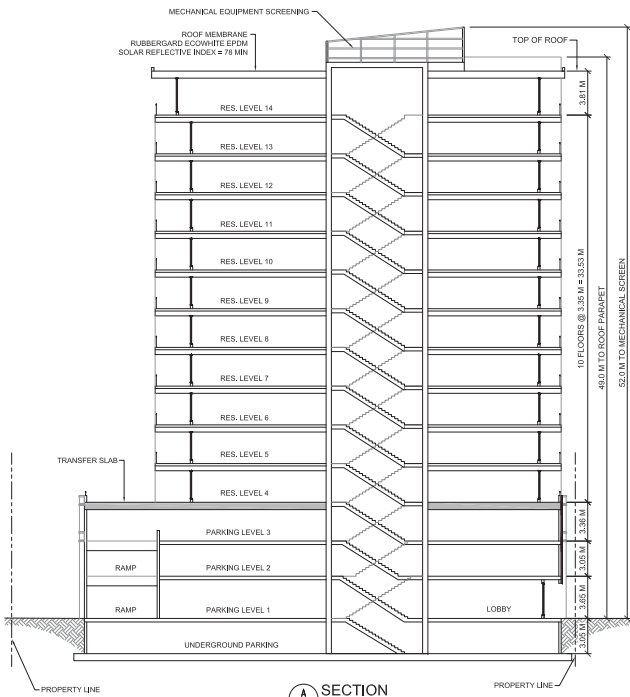 MECHANICAL EQUIPMENT SCREENING
ROOF MEMBRANE
RUBBERGARD ECOWHITE EPDM
SOLAR REFLECTIVE INDEX = 78 MIN
TOP OF ROOF
3.81 M
RES. LEVEL 14
RES. LEVEL 13
RES. LEVEL 12
RES. LEVEL 11
RES. LEVEL 10
RES. LEVEL 9
RES. LEVEL 8
RES. LEVEL 7
RES. LEVEL 6
RES. LEVEL 5
RES. LEVEL 4
10 FLOORS @ 3.35 M = 33.53 M
49.0 M TO ROOF PARAPET
52.0 M TO MECHANICAL SCREEN
TRANSFER SLAB
PARKING LEVEL 3
3.36 M
RAMP
PARKING LEVEL 2
3.05 M
RAMP
PARKING LEVEL 1
LOBBY
3.65 M
UNDERGROUND PARKING
3.05 M
PROPERTY LINE
A
SECTION
PROPERTY LINE